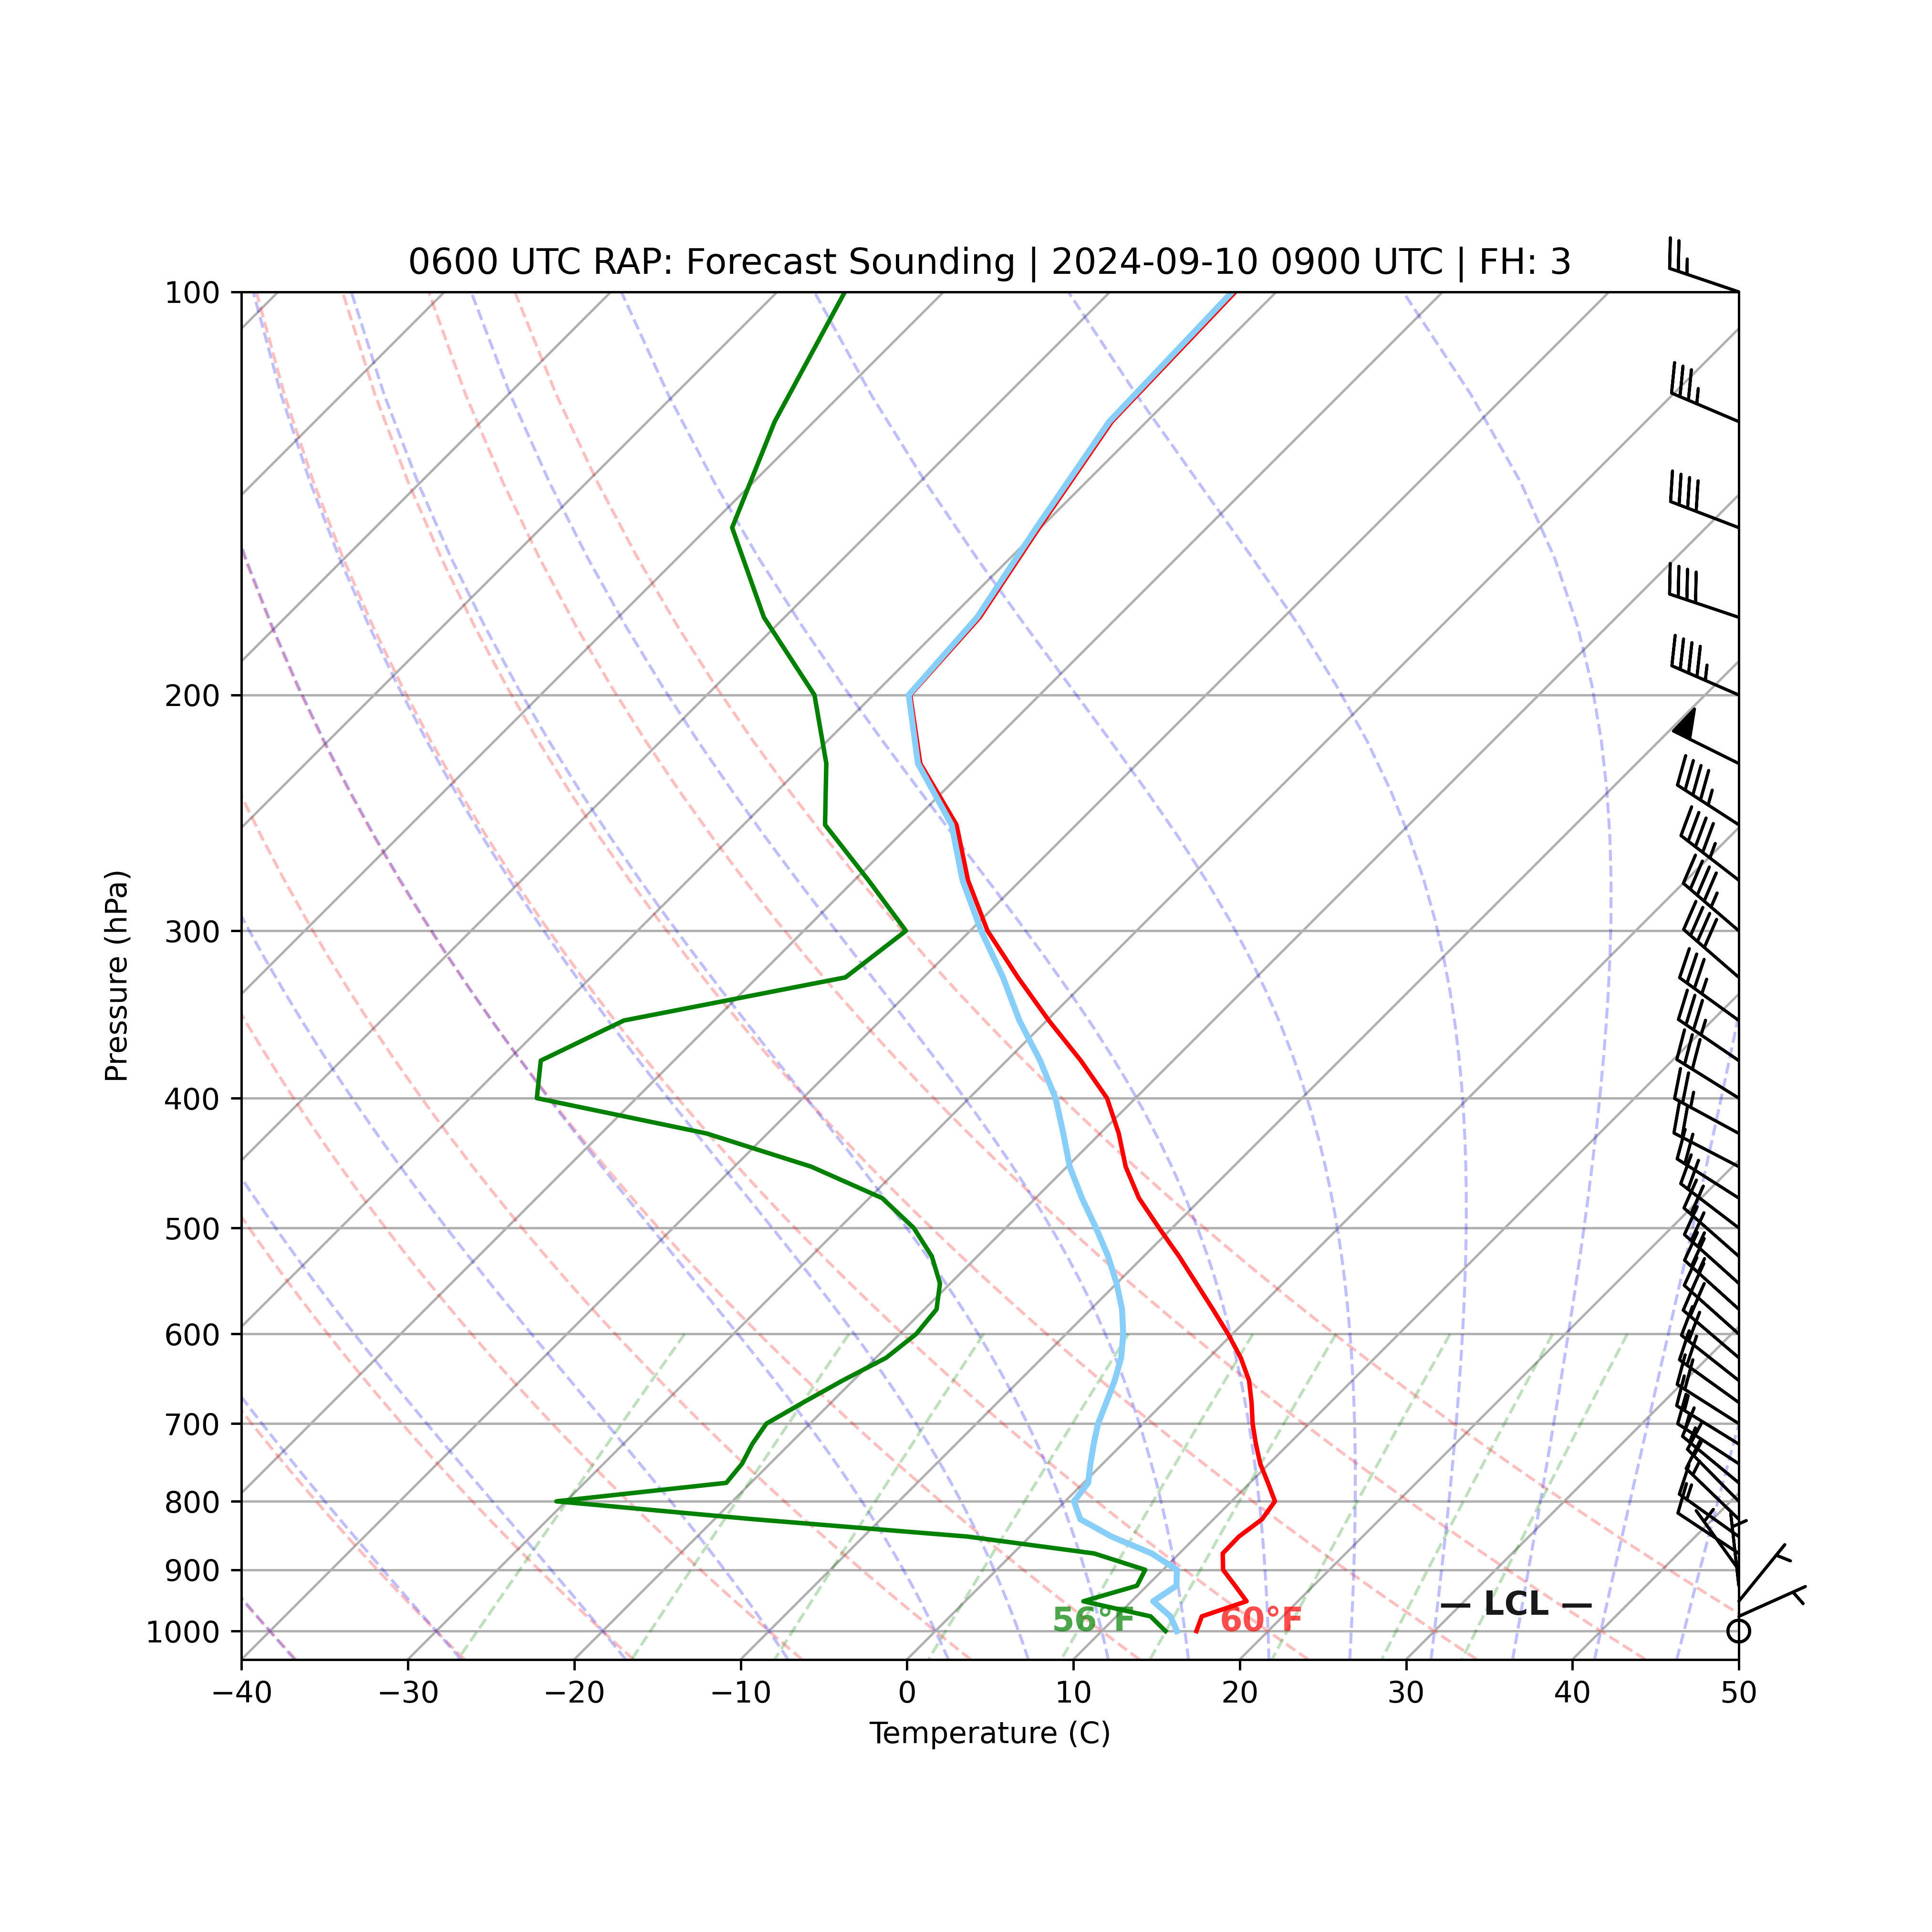 0600 UTC RAP: Forecast Sounding | 2024-09-10 0900 UTC | FH: 3
100
200
300
400
500
600
700
800
900
1000
Pressure (hPa)
56°F
60°F
— LCL —
−40 −30 −20 −10 0 10 20 30 40 50
Temperature (C)